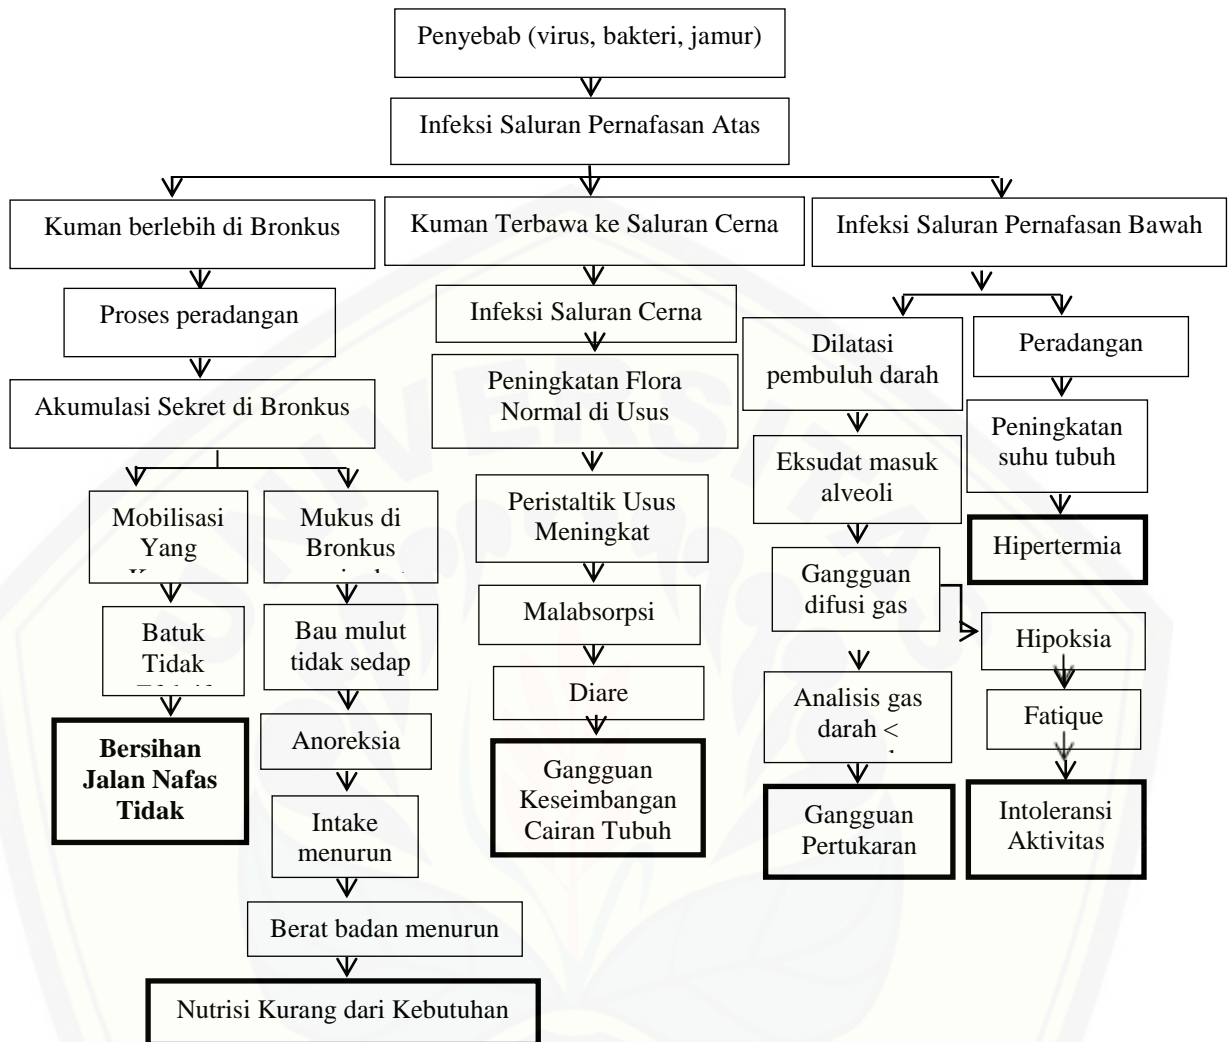 Penyebab (virus, bakteri, jamur)
Infeksi Saluran Pernafasan Atas
Kuman berlebih di Bronkus
Kuman Terbawa ke Saluran Cerna
Infeksi Saluran Pernafasan Bawah
Proses peradangan
Infeksi Saluran Cerna
Dilatasi
pembuluh darah
Peradangan
Akumulasi Sekret di Bronkus
Peningkatan Flora
Normal di Usus
Eksudat masuk
alveoli
Peningkatan
suhu tubuh
Mobilisasi
Yang
Mukus di
Bronkus
Peristaltik Usus
Meningkat
Gangguan
difusi gas
Hipertermia
Batuk
Tidak
Bau mulut
tidak sedap
Malabsorpsi
Hipoksia
Diare
Analisis gas
darah <
Fatique
Bersihan
Jalan Nafas
Tidak
Anoreksia
Gangguan
Keseimbangan
Cairan Tubuh
Gangguan
Pertukaran
Intoleransi
Aktivitas
Intake
menurun
Berat badan menurun
Nutrisi Kurang dari Kebutuhan
UNIVERSITAS